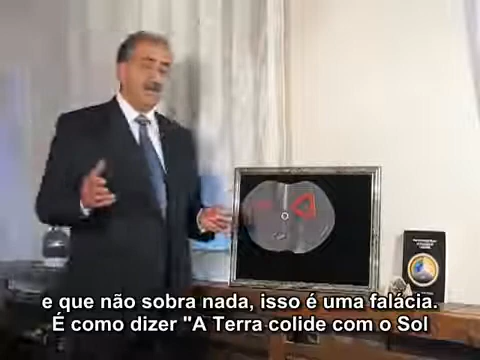 e que não sobra nada, isso é uma falácia.
É como dizer "A Terra colide com o Sol